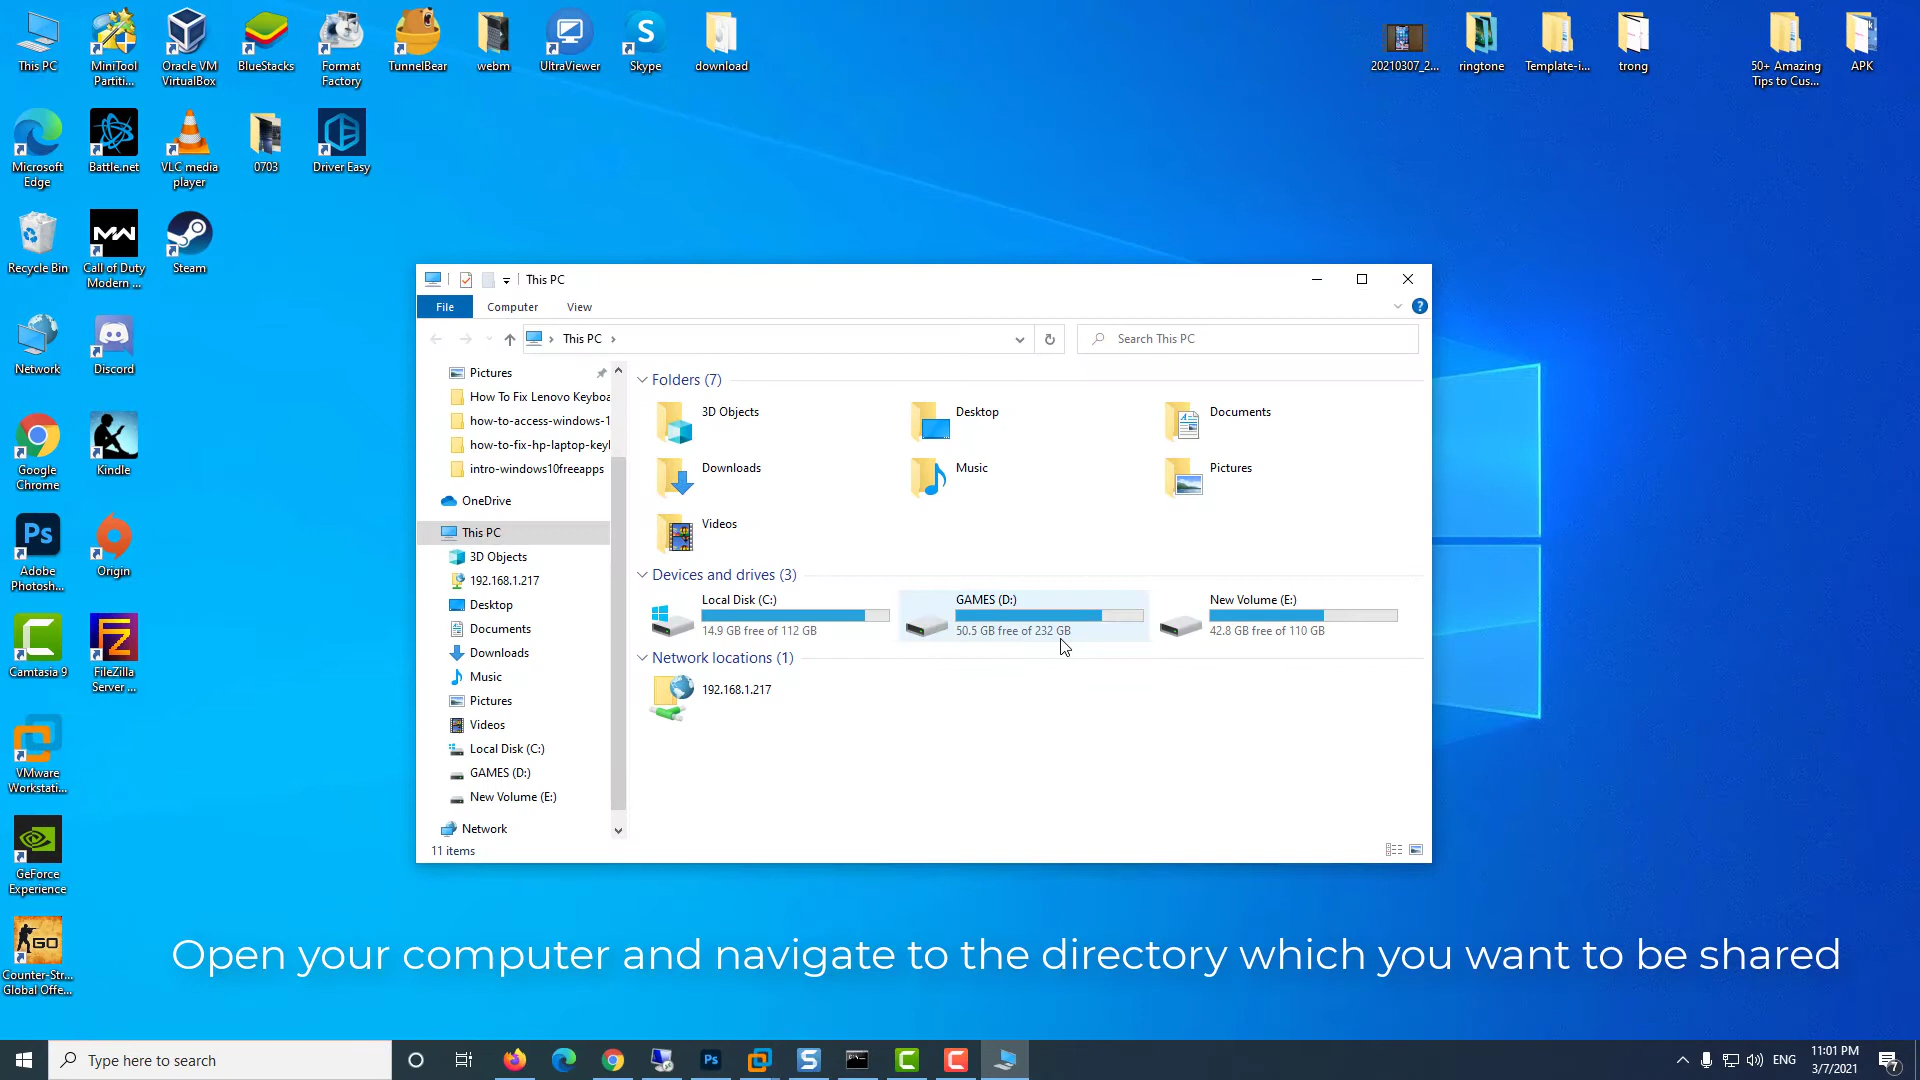 This PC
MiniTool
Partiti...
Oracle VM
VirtualBox
BlueStacks
Format
Factory
TunnelBear
webm
UltraViewer
Skype
download
20210307_2...
ringtone
Template-i...
trong
50+ Amazing
Tips to Cus...
APK
Microsoft
Edge
Battle.net
VLC media
player
0703
Driver Easy
Recycle Bin
Call of Duty
Modern ...
Steam
Network
Discord
Google
Chrome
Kindle
Adobe
Photosh...
Origin
Camtasia 9
FileZilla
Server ...
VMware
Workstati...
GeForce
Experience
Counter-Str...
Global Offe...
This PC
File
Computer
View
This PC
Search This PC
Pictures
How To Fix Lenovo Keyboa
how-to-access-windows-1
how-to-fix-hp-laptop-keyl
intro-windows10freeapps
OneDrive
This PC
3D Objects
192.168.1.217
Desktop
Documents
Downloads
Music
Pictures
Videos
Local Disk (C:)
GAMES (D:)
New Volume (E:)
Network
Folders (7)
3D Objects
Desktop
Documents
Downloads
Music
Pictures
Videos
Devices and drives (3)
Local Disk (C:)
14.9 GB free of 112 GB
GAMES (D:)
50.5 GB free of 232 GB
New Volume (E:)
42.8 GB free of 110 GB
Network locations (1)
192.168.1.217
11 items
Open your computer and navigate to the directory which you want to be shared
Type here to search
ENG
11:01 PM
3/7/2021
7